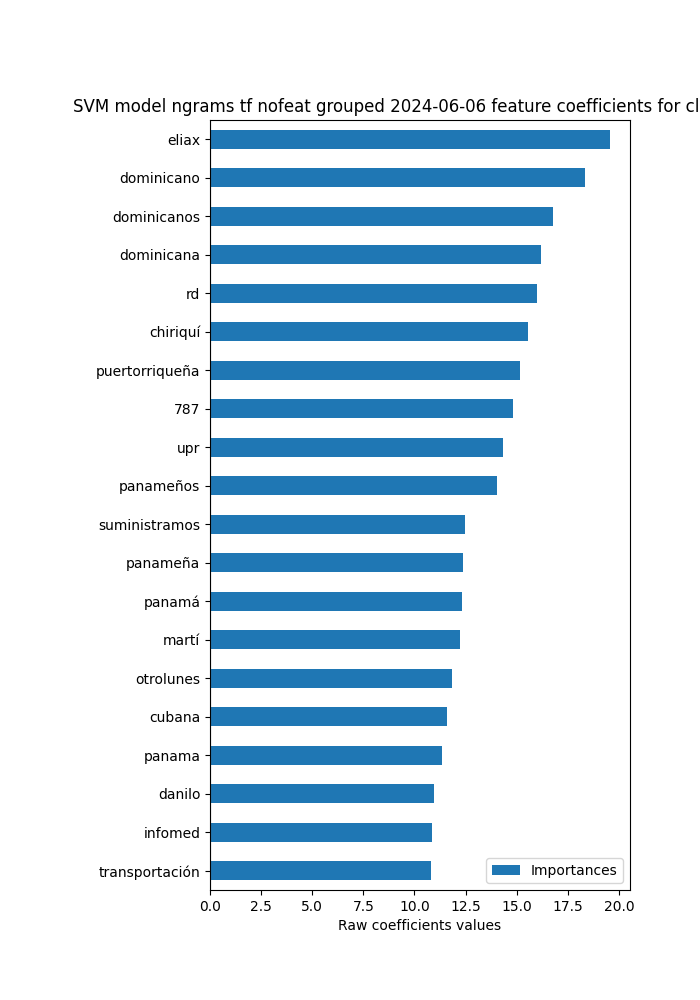 SVM model ngrams tf nofeat grouped 2024-06-06 feature coefficients for cl
eliax
dominicano
dominicanos
dominicana
rd
chiriquí
puertorriqueña
787
upr
panameños
suministramos
panameña
panamá
martí
otrolunes
cubana
panama
danilo
infomed
transportación
Importances
0.0 2.5 5.0 7.5 10.0 12.5 15.0 17.5 20.0
Raw coefficients values